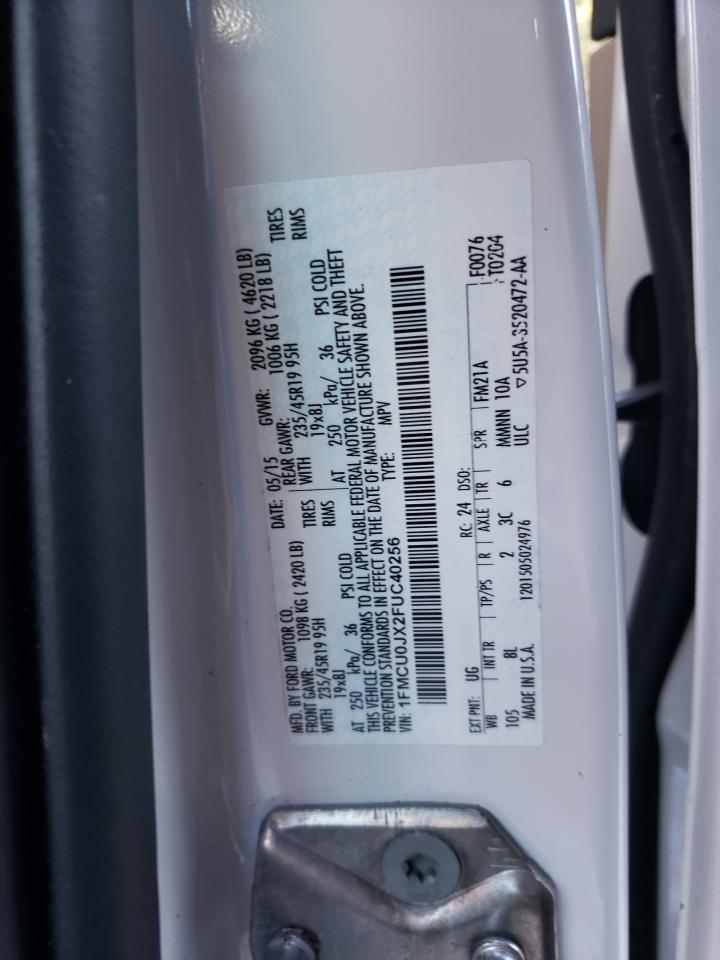 MFD. BY FORD MOTOR CO. DATE: 05/15 GVWR: 2096 KG ( 4620 LB)
FRONT GAWR: 1098 KG ( 2420 LB) REAR GAWR: 1006 KG ( 2218 LB)
WITH 235/45R19 95H TIRES WITH 235/45R19 95H TIRES
19x8J RIMS 19x8J RIMS
AT 250 kPa/ 36 PSI COLD AT 250 kPa/ 36 PSI COLD
THIS VEHICLE CONFORMS TO ALL APPLICABLE FEDERAL MOTOR VEHICLE SAFETY AND THEFT
PREVENTION STANDARDS IN EFFECT ON THE DATE OF MANUFACTURE SHOWN ABOVE.
VIN: 1FMCU0JX2FUC40256 TYPE: MPV
EXT PNT: UG RC: 24 DSO: F0076
WB INT TR TP/PS R AXLE TR SPR FM21A T02G4
105 8L 2 3C 6 MMNN 10A
MADE IN U.S.A. 1201505024976 ULC ▽5U5A-3520472-AA